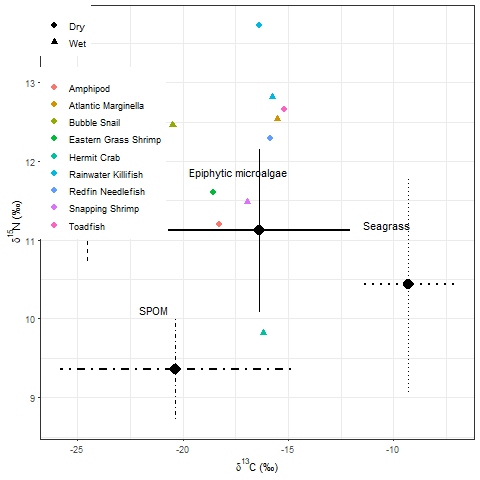 Dry
Wet
Amphipod
Atlantic Marginella
Bubble Snail
Eastern Grass Shrimp
Hermit Crab
Rainwater Killifish
Redfin Needlefish
Snapping Shrimp
Toadfish
Epiphytic microalgae
Seagrass
SPOM
13
12
11
10
9
δ15N (‰)
-25
-20
-15
-10
δ13C (‰)